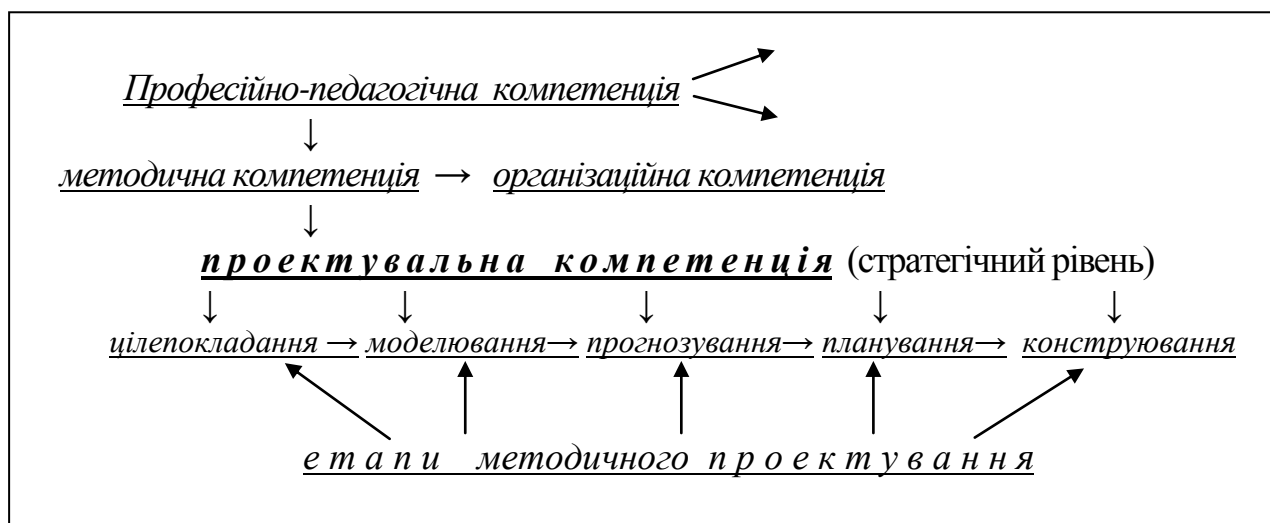 Професійно-педагогічна компетенція
↓
методична компетенція → організаційна компетенція
↓
проектувальна компетенція (стратегічний рівень)
↓ ↓ ↓ ↓ ↓
цілепокладання → моделювання→ прогнозування→ планування→ конструювання
етапи методичного проектування